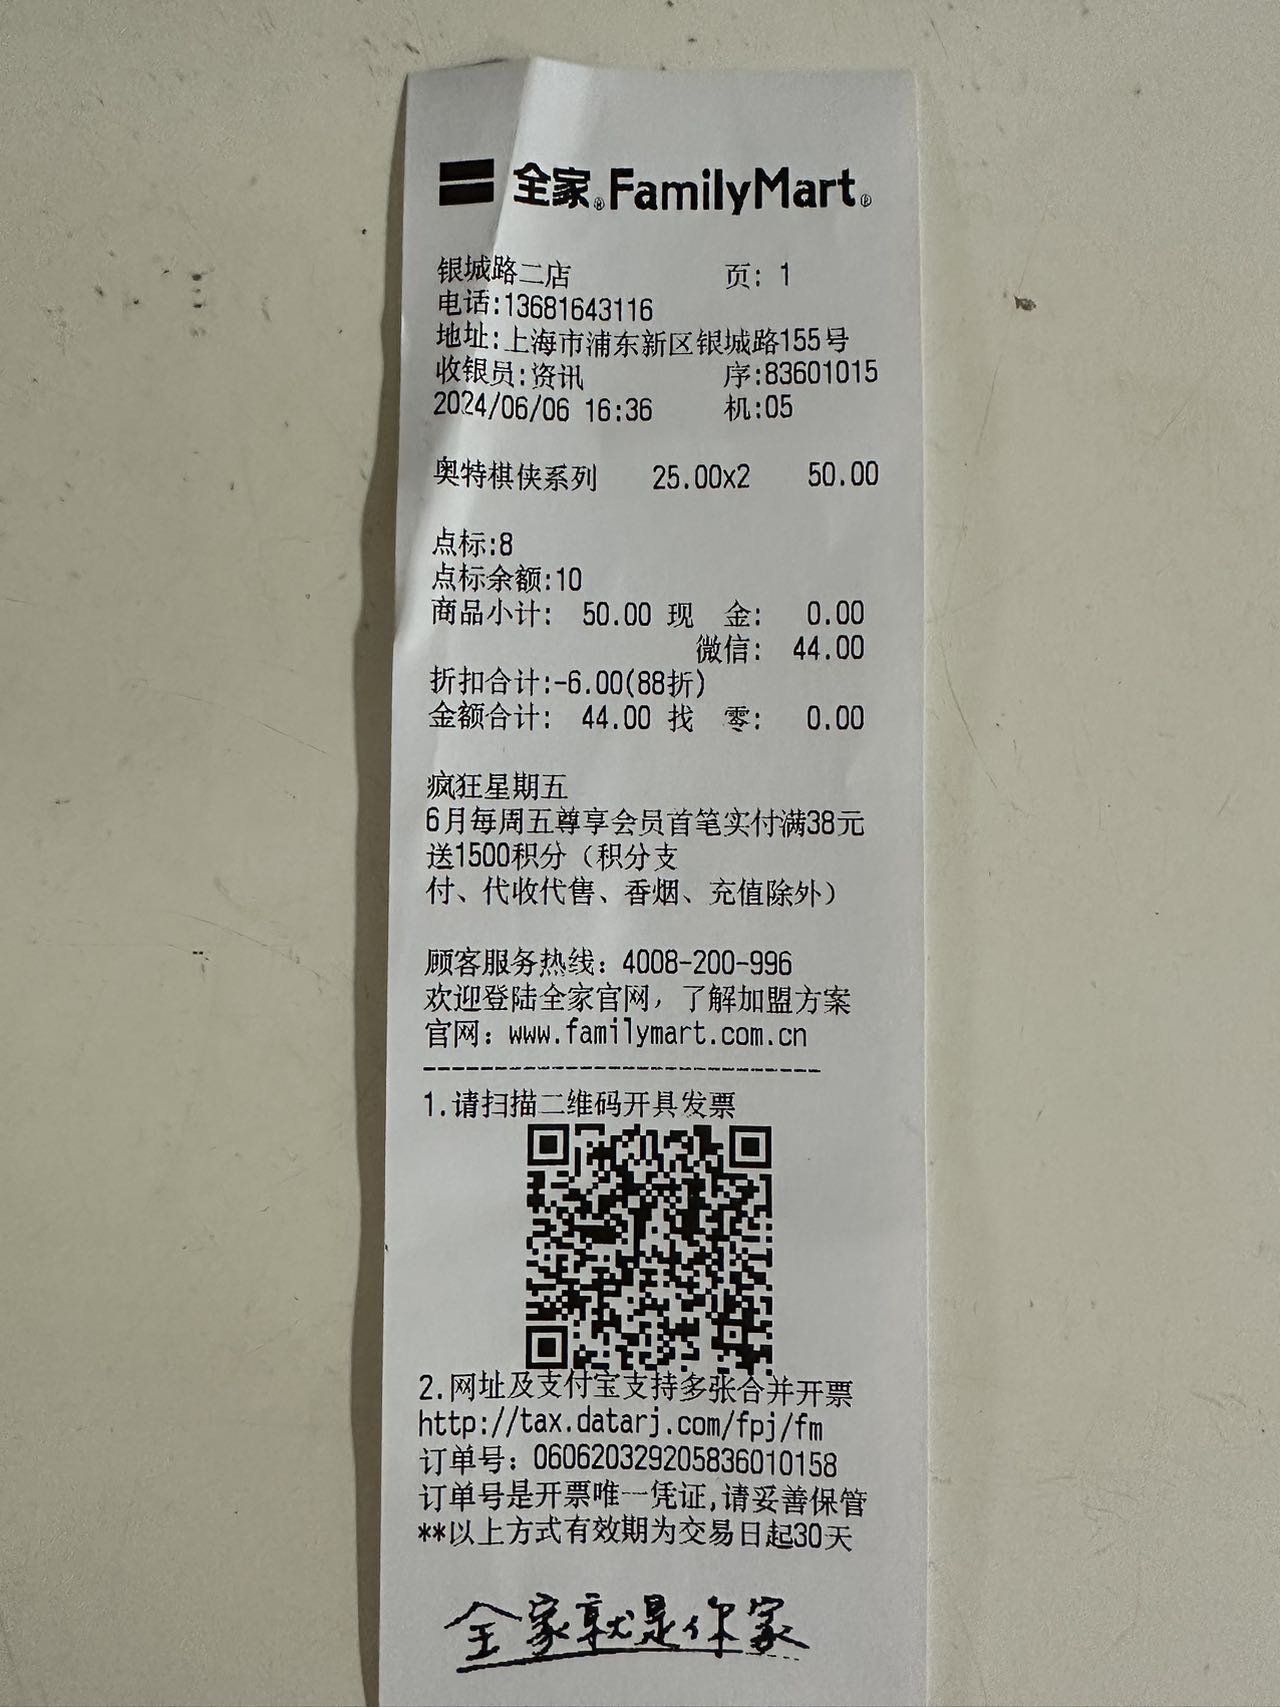 全家®FamilyMart®
银城路二店 页: 1
电话:13681643116
地址:上海市浦东新区银城路155号
收银员:资讯 序:83601015
2024/06/06 16:36 机:05
奥特棋侠系列 25.00x2 50.00
点标:8
点标余额:10
商品小计: 50.00 现 金: 0.00
微信: 44.00
折扣合计:-6.00(88折)
金额合计: 44.00 找 零: 0.00
疯狂星期五
6月每周五尊享会员首笔实付满38元
送1500积分（积分支
付、代收代售、香烟、充值除外）
顾客服务热线：4008-200-996
欢迎登陆全家官网，了解加盟方案
官网：www.familymart.com.cn
1.请扫描二维码开具发票
2.网址及支付宝支持多张合并开票
http://tax.datarj.com/fpj/fm
订单号：060620329205836010158
订单号是开票唯一凭证,请妥善保管
**以上方式有效期为交易日起30天
全家就是你家